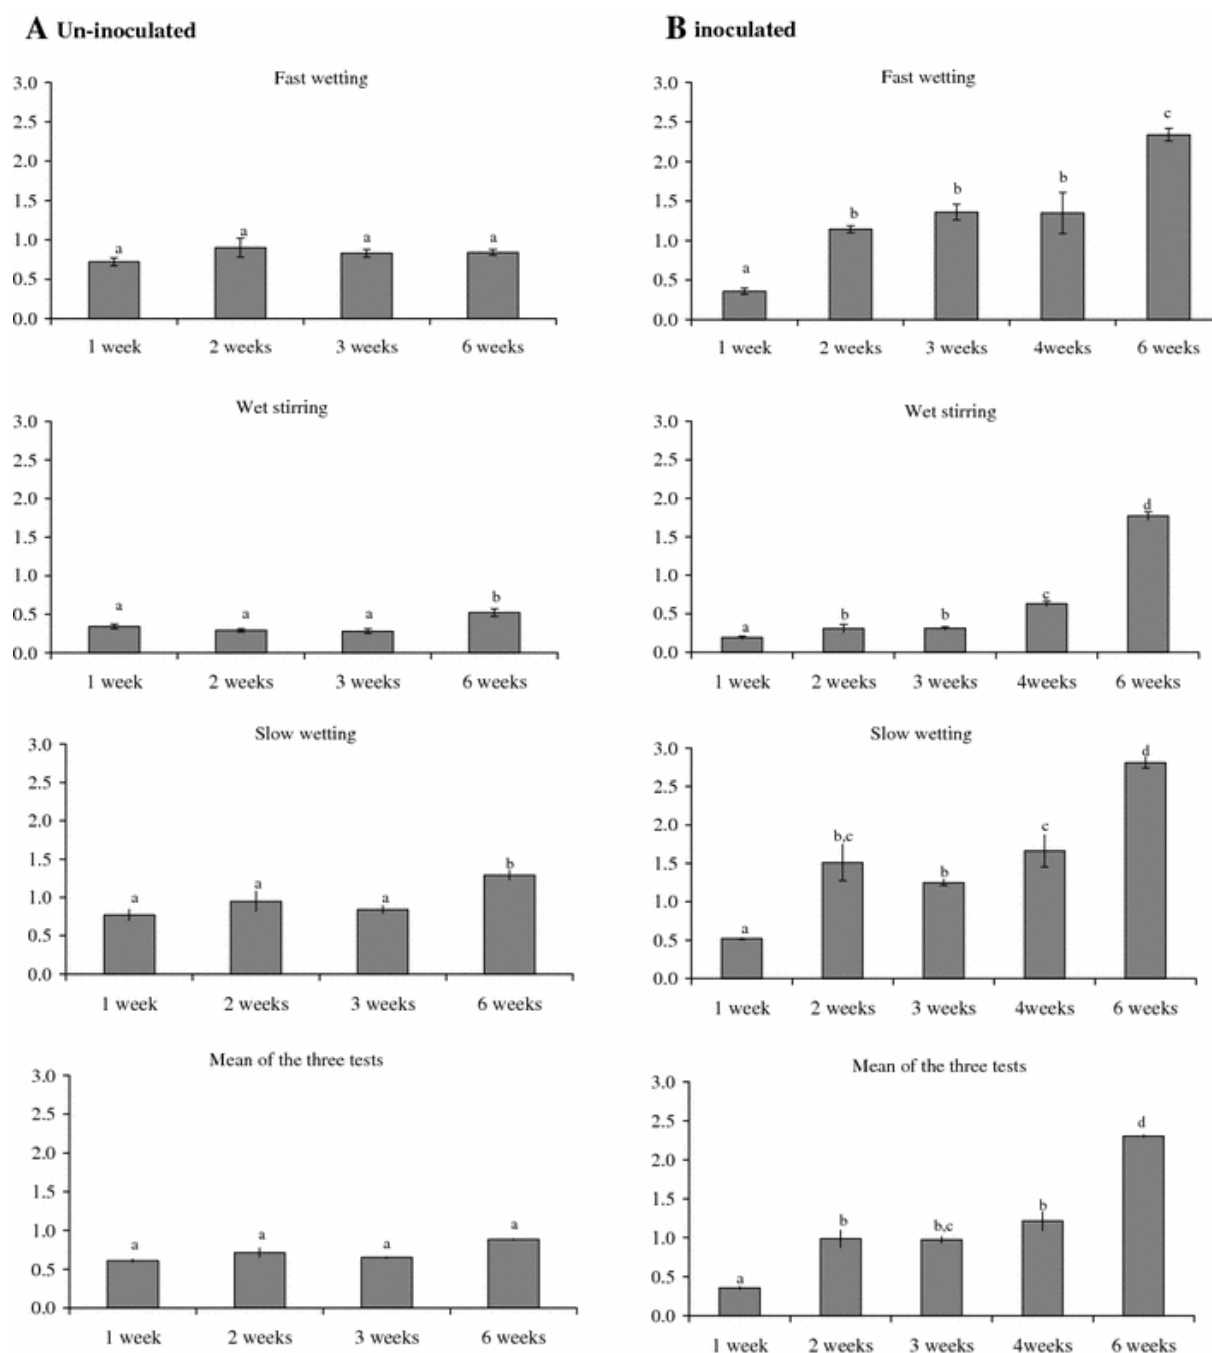 A Un-inoculated
Fast wetting
3.0
2.5
2.0
1.5
1.0
0.5
0.0
a
a
a
a
1 week 2 weeks 3 weeks 6 weeks
Wet stirring
3.0
2.5
2.0
1.5
1.0
0.5
0.0
a
a
a
b
1 week 2 weeks 3 weeks 6 weeks
Slow wetting
3.0
2.5
2.0
1.5
1.0
0.5
0.0
a
a
a
b
1 week 2 weeks 3 weeks 6 weeks
Mean of the three tests
3.0
2.5
2.0
1.5
1.0
0.5
0.0
a
a
a
a
1 week 2 weeks 3 weeks 6 weeks
B inoculated
Fast wetting
3.0
2.5
2.0
1.5
1.0
0.5
0.0
a
b
b
b
c
1 week 2 weeks 3 weeks 4weeks 6 weeks
Wet stirring
3.0
2.5
2.0
1.5
1.0
0.5
0.0
a
b
b
c
d
1 week 2 weeks 3 weeks 4weeks 6 weeks
Slow wetting
3.0
2.5
2.0
1.5
1.0
0.5
0.0
a
b,c
b
c
d
1 week 2 weeks 3 weeks 4weeks 6 weeks
Mean of the three tests
3.0
2.5
2.0
1.5
1.0
0.5
0.0
a
b
b,c
b
d
1 week 2 weeks 3 weeks 4weeks 6 weeks